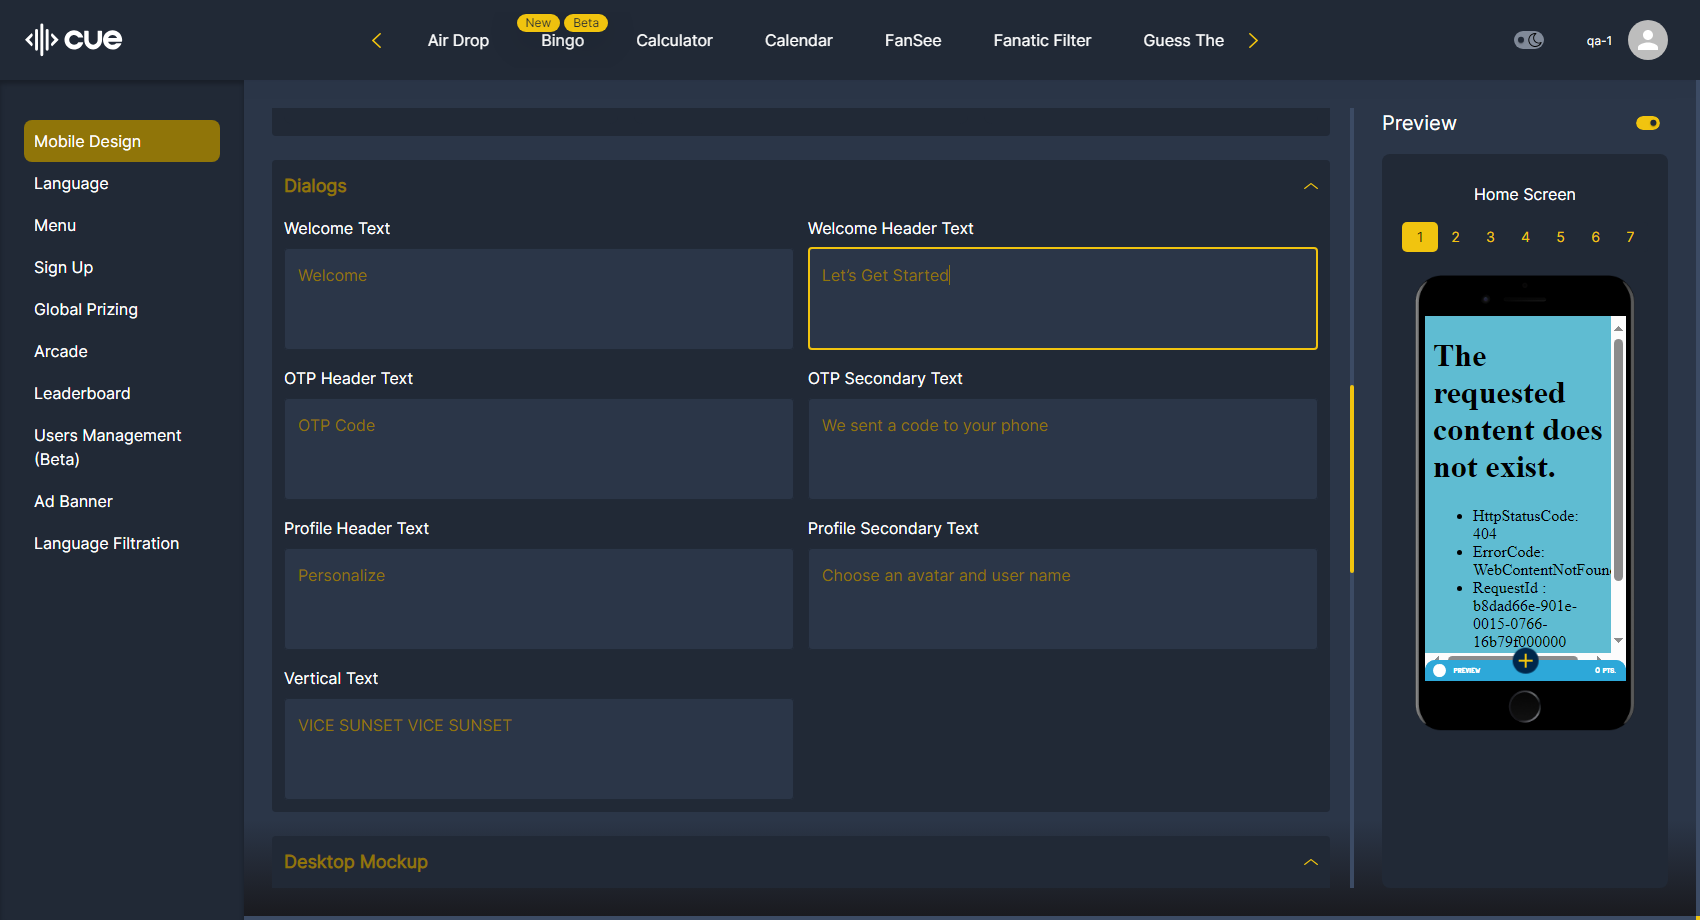 cue
Air Drop
New
Beta
Bingo
Calculator
Calendar
FanSee
Fanatic Filter
Guess The
qa-1
Mobile Design
Language
Menu
Sign Up
Global Prizing
Arcade
Leaderboard
Users Management
(Beta)
Ad Banner
Language Filtration
Dialogs
Welcome Text
Welcome Header Text
Welcome
Let's Get Started
OTP Header Text
OTP Secondary Text
OTP Code
We sent a code to your phone
Profile Header Text
Profile Secondary Text
Personalize
Choose an avatar and user name
Vertical Text
VICE SUNSET VICE SUNSET
Desktop Mockup
Preview
Home Screen
1 2 3 4 5 6 7
The
requested
content does
not exist.
HttpStatusCode:
404
ErrorCode:
WebContentNotFoun
RequestId :
b8dad66e-901e-
0015-0766-
16b79f000000
PREVIEW
0 PTS.